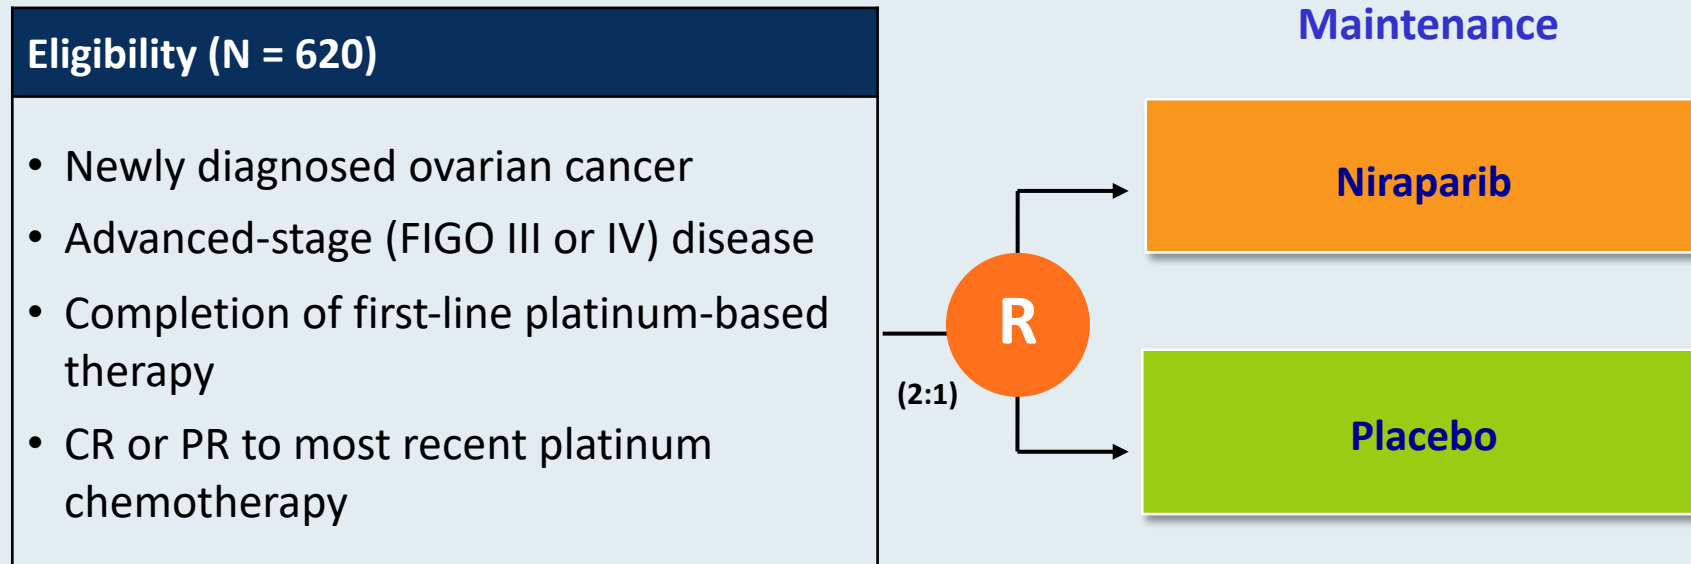 Eligibility (N = 620)
• Newly diagnosed ovarian cancer
• Advanced-stage (FIGO III or IV) disease
• Completion of first-line platinum-based
therapy
• CR or PR to most recent platinum
chemotherapy
R
(2:1)
Maintenance
Niraparib
Placebo